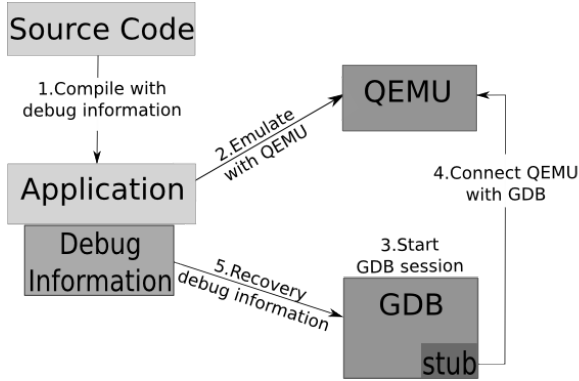 Source Code
1.Compile with
debug information
Application
Debug
Information
2.Emulate
with QEMU
QEMU
4.Connect QEMU
with GDB
3.Start
GDB session
5.Recovery
debug information
GDB
stub